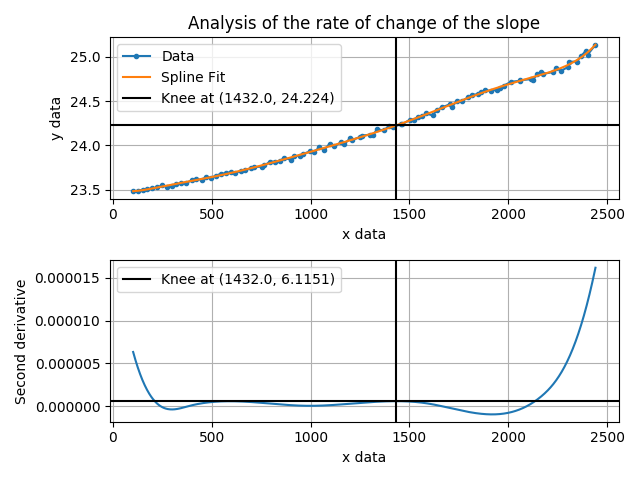 Analysis of the rate of change of the slope
Data
Spline Fit
Knee at (1432.0, 24.224)
25.0
24.5
24.0
23.5
y data
0
500
1000
1500
2000
2500
x data
Knee at (1432.0, 6.1151)
0.000015
0.000010
0.000005
0.000000
Second derivative
0
500
1000
1500
2000
2500
x data